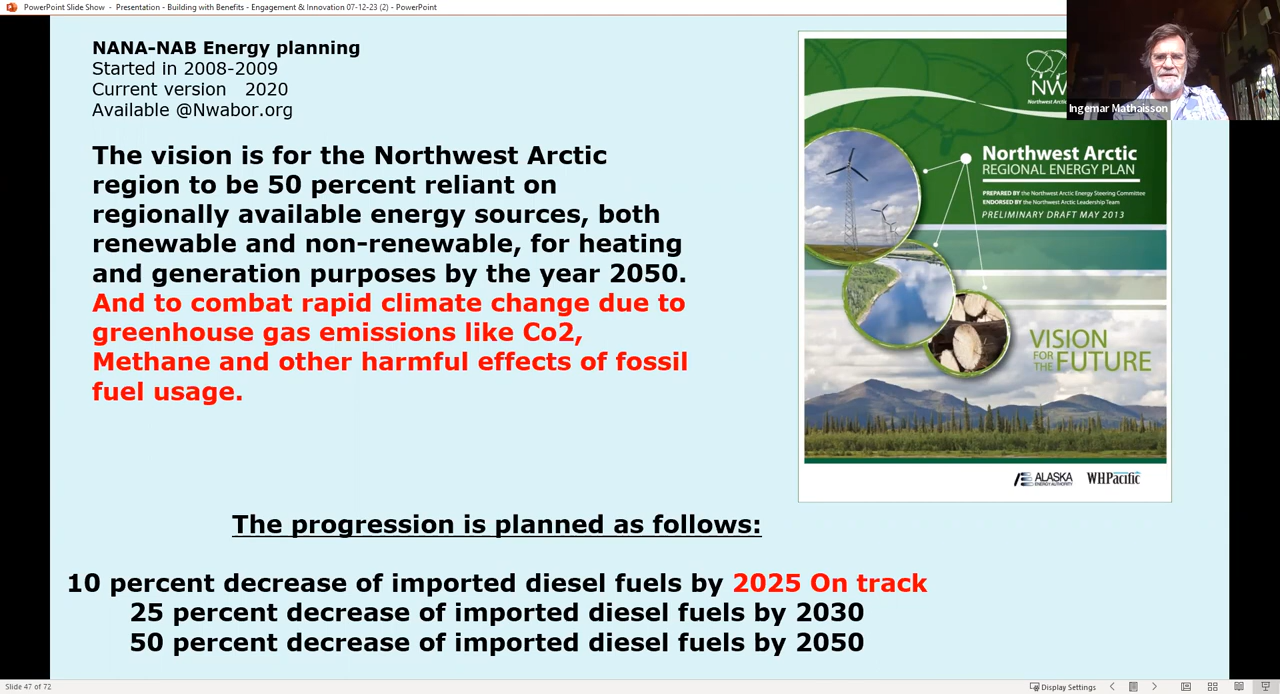 PowerPoint Slide Show - Presentation - Building with Benefits - Engagement & Innovation 07-12-23 (2) - PowerPoint
NANA-NAB Energy planning
Started in 2008-2009
Current version 2020
Available @Nwabor.org
The vision is for the Northwest Arctic
region to be 50 percent reliant on
regionally available energy sources, both
renewable and non-renewable, for heating
and generation purposes by the year 2050.
And to combat rapid climate change due to
greenhouse gas emissions like Co2,
Methane and other harmful effects of fossil
fuel usage.
NW
Northwest Arctic
Ingemar Mathaisson
Northwest Arctic
REGIONAL ENERGY PLAN
PREPARED BY the Northwest Arctic Energy Steering Committee
ENDORSED BY the Northwest Arctic Leadership Team
PRELIMINARY DRAFT MAY 2013
VISION
FOR THE FUTURE
ALASKA
ENERGY AUTHORITY
WHPacific
The progression is planned as follows:
10 percent decrease of imported diesel fuels by 2025 On track
25 percent decrease of imported diesel fuels by 2030
50 percent decrease of imported diesel fuels by 2050
Slide 47 of 72
Display Settings